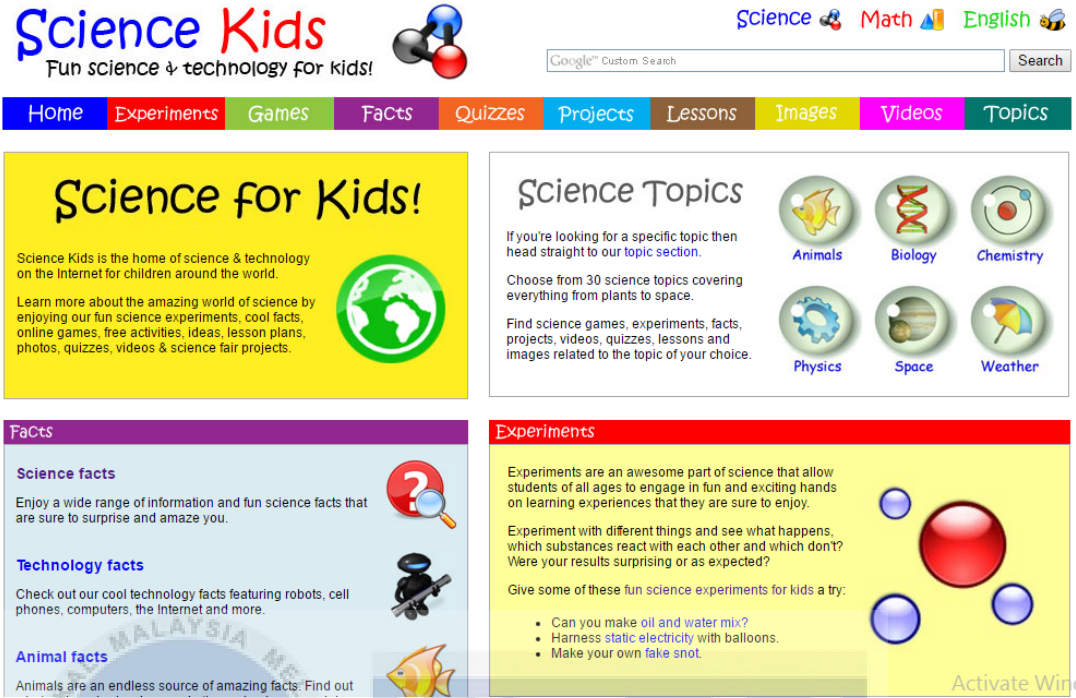 Science Kids
Fun science & technology for kids!
Science Math English
Google™ Custom Search Search
Home Experiments Games Facts Quizzes Projects Lessons Images Videos Topics
Science for Kids!
Science Kids is the home of science & technology
on the Internet for children around the world.
Learn more about the amazing world of science by
enjoying our fun science experiments, cool facts,
online games, free activities, ideas, lesson plans,
photos, quizzes, videos & science fair projects.
Science Topics
If you're looking for a specific topic then
head straight to our topic section.
Choose from 30 science topics covering
everything from plants to space.
Find science games, experiments, facts,
projects, videos, quizzes, lessons and
images related to the topic of your choice.
Animals Biology Chemistry
Physics Space Weather
Facts
Science facts
Enjoy a wide range of information and fun science facts that
are sure to surprise and amaze you.
Technology facts
Check out our cool technology facts featuring robots, cell
phones, computers, the Internet and more.
Animal facts
Animals are an endless source of amazing facts. Find out
Experiments
Experiments are an awesome part of science that allow
students of all ages to engage in fun and exciting hands
on learning experiences that they are sure to enjoy.
Experiment with different things and see what happens,
which substances react with each other and which don't?
Were your results surprising or as expected?
Give some of these fun science experiments for kids a try:
• Can you make oil and water mix?
• Harness static electricity with balloons.
• Make your own fake snot.
MALAYSIA
Activate Win